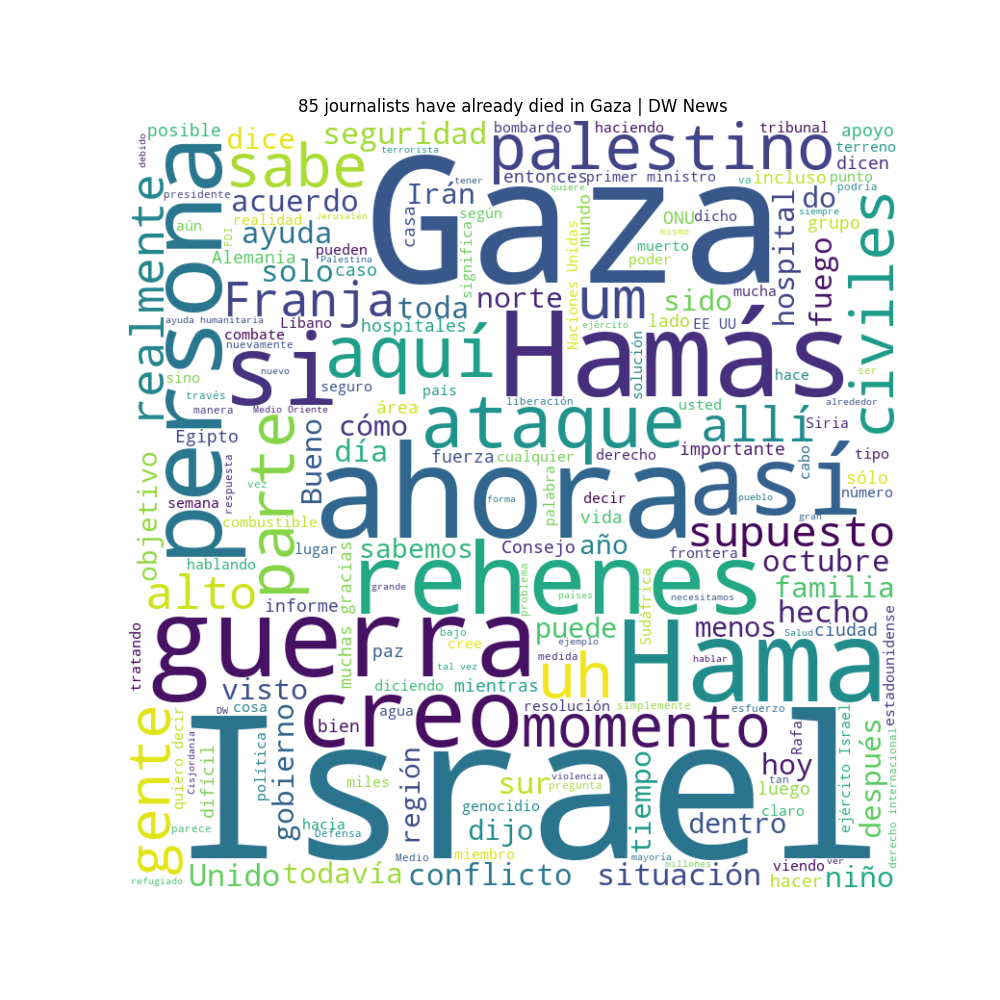 85 journalists have already died in Gaza | DW News
posible
dice
seguridad
bombardeo
haciendo
tribunal
apoyo
debido
persona
sabe
terrorista
palestino
terreno
dicen
realmente
presidente
acuerdo
Irán
tener
entonces
primer ministro
va
incluso
punto
quiere
podría
aún
realidad
Jerusalén
casa
según
Gaza
mundo
ONU
dicho
do
siempre
grupo
FDI
ayuda
pueden
significa
mismo
hospital
civiles
Alemania
Palestina
solo
caso
Naciones Unidas
muerto
poder
fuego
Franja
toda
norte
um
sido
mucha
ayuda humanitaria
Líbano
hospitales
ejército
lado
EE UU
combate
nuevamente
si
aquí
Hamás
solución
hace
ser
sino
nuevo
seguro
país
través
manera
Medio Oriente
área
liberación
usted
alrededor
Egipto
parte
Bueno
cómo
ataque
allí
Siria
objetivo
respuesta
día
fuerza
cualquier
derecho
importante
cabo
tipo
vez
semana
ahora
forma
palabra
decir
así
pueblo
sólo
número
combustible
vida
gran
lugar
sabemos
Consejo
año
frontera
supuesto
hablando
muchas gracias
rehenes
octubre
alto
grande
problema
países
Sudáfrica
necesitamos
familia
informe
hecho
tratando
guerra
bajo
puede
menos
Salud
ciudad
estadounidense
paz
cree
ejemplo
tal vez
medida
hablar
Hama
visto
diciendo
mientras
uh
gente
quiero decir
DW
cosa
creo
agua
resolución
simplemente
esfuerzo
bien
momento
Rafa
ejército Israel
después
derecho internacional
Cisjordania
difícil
política
gobierno
Israel
región
miles
sur
violencia
pregunta
tiempo
hoy
tan
luego
parece
hacia
Defensa
genocidio
dijo
dentro
claro
Medio
miembro
mayoría
millones
viendo
ver
refugiado
Unido
todavía
conflicto
situación
hacer
niño